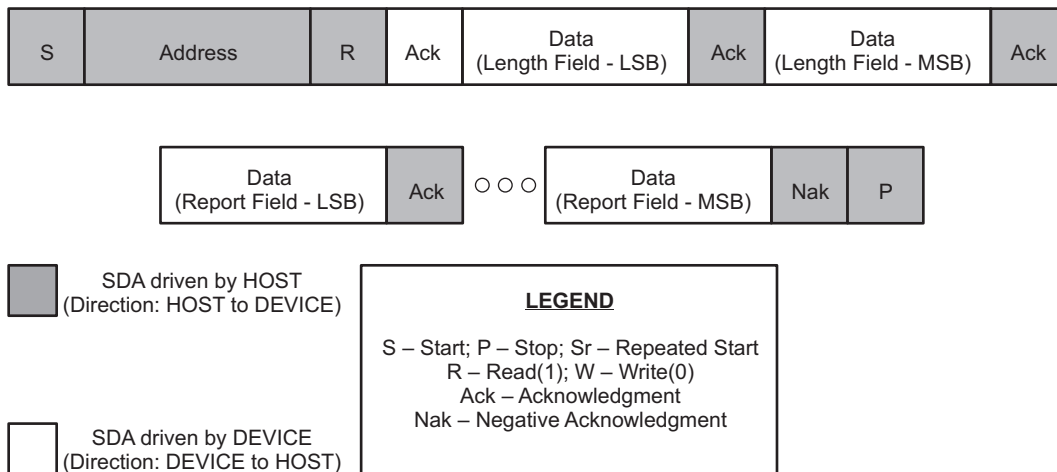 S Address R Ack Data (Length Field - LSB) Ack Data (Length Field - MSB) Ack
Data (Report Field - LSB) Ack ○○○ Data (Report Field - MSB) Nak P
SDA driven by HOST
(Direction: HOST to DEVICE)
SDA driven by DEVICE
(Direction: DEVICE to HOST)
LEGEND
S – Start; P – Stop; Sr – Repeated Start
R – Read(1); W – Write(0)
Ack – Acknowledgment
Nak – Negative Acknowledgment